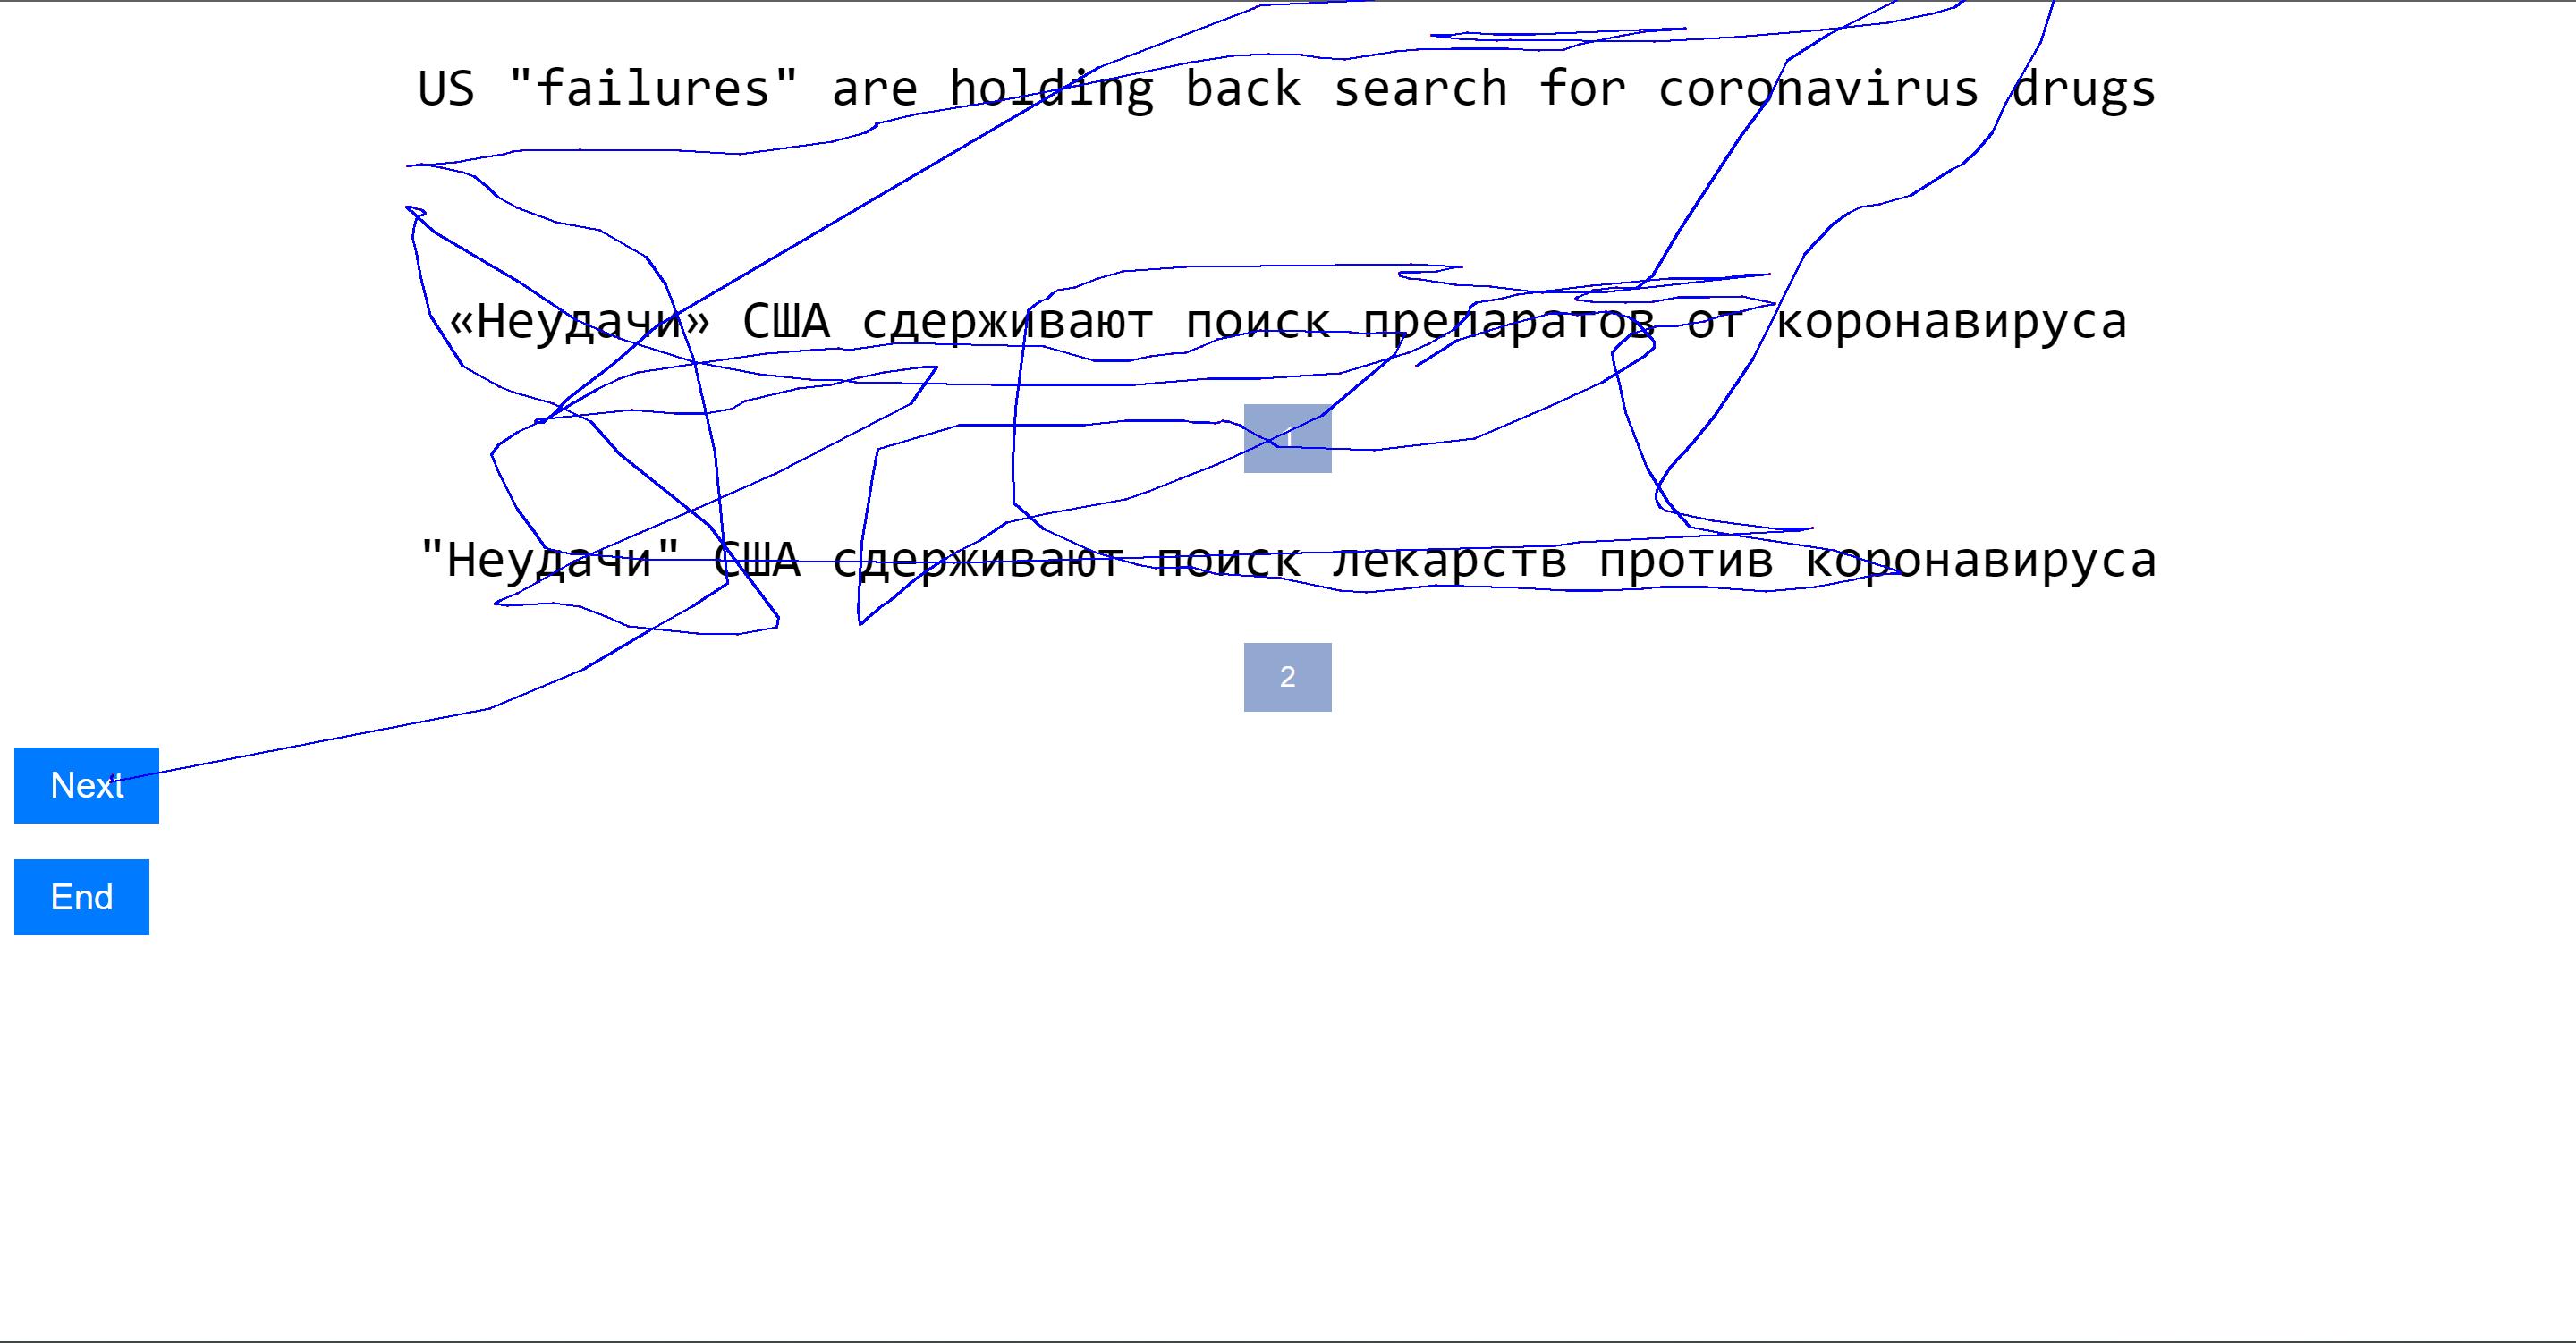 US "failures" are holding back search for coronavirus drugs
«Неудачи» США сдерживают поиск препаратов от коронавируса
1
"Неудачи" США сдерживают поиск лекарств против коронавируса
2
Next
End